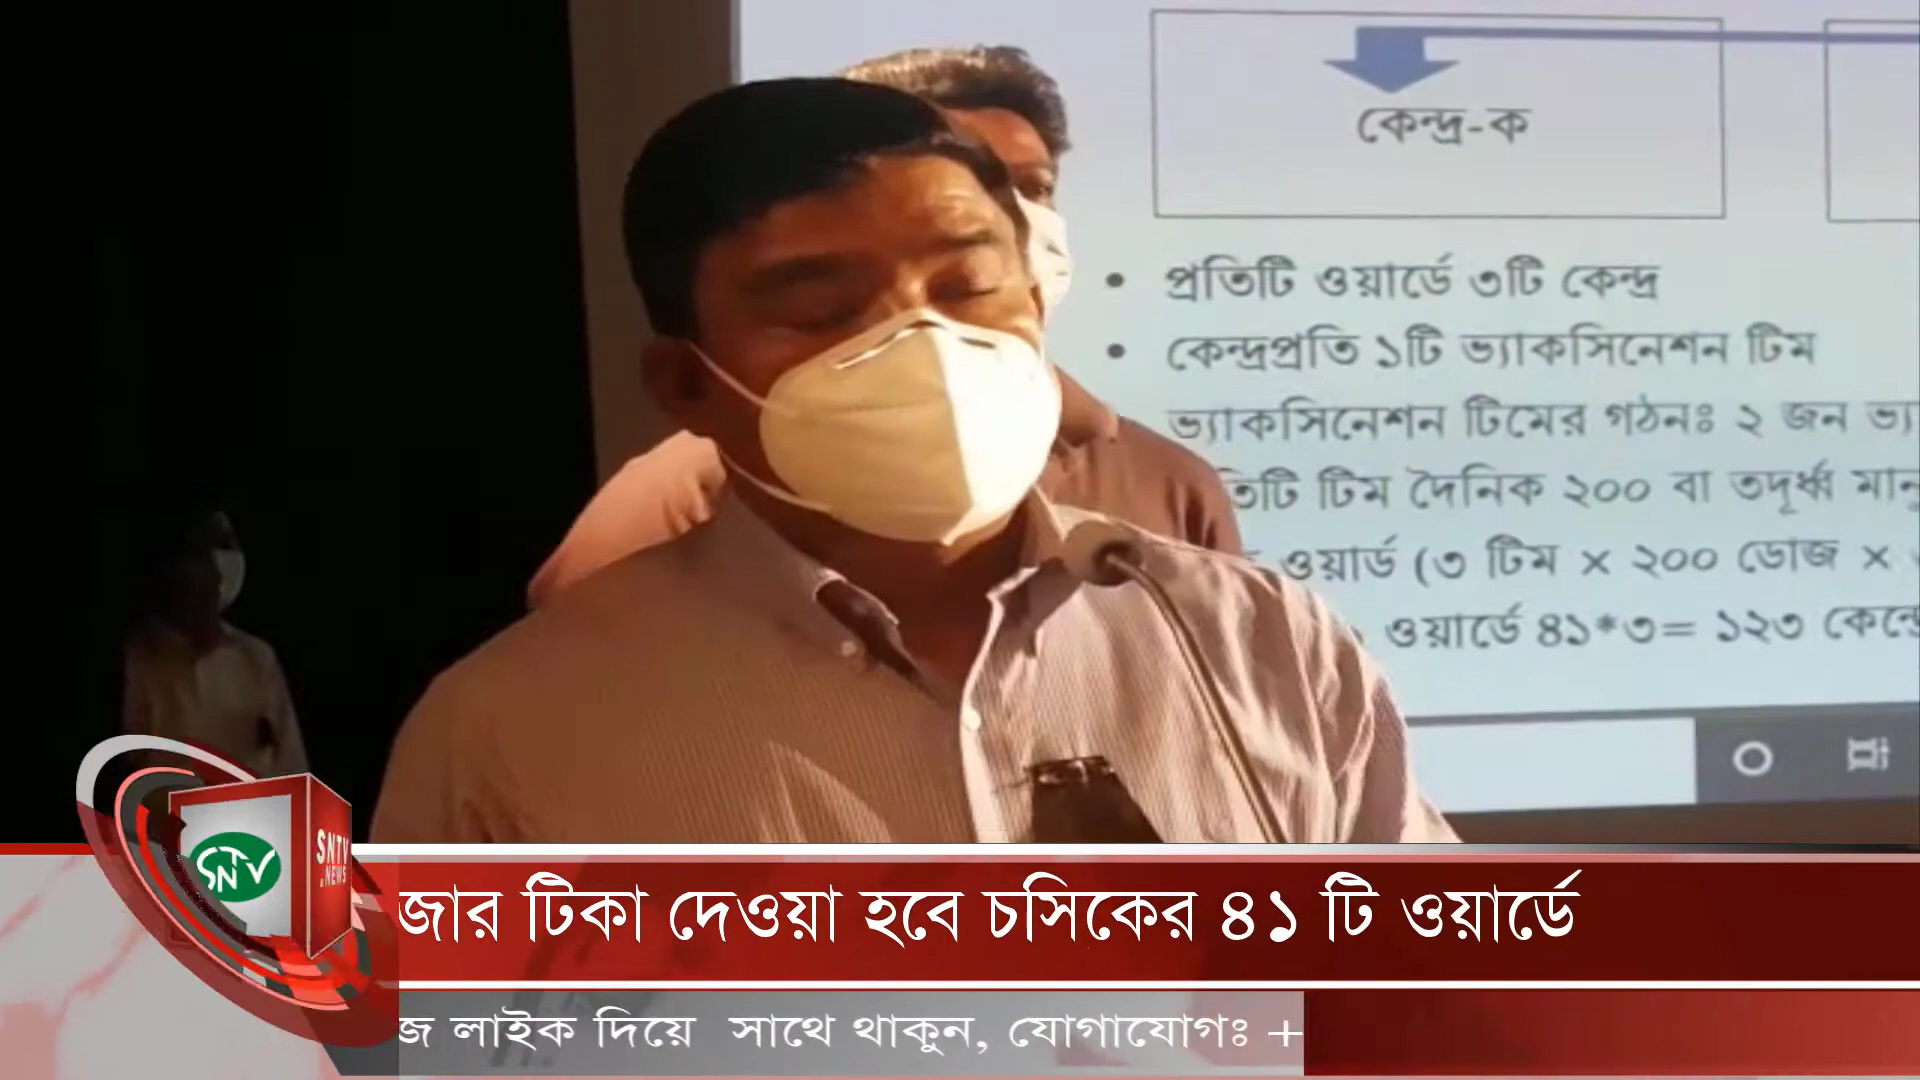 কেন্দ্র-ক
প্রতিটি ওয়ার্ডে ৩টি কেন্দ্র
কেন্দ্রপ্রতি ১টি ভ্যাকসিনেশন টিম
ভ্যাকসিনেশন টিমের গঠনঃ ২ জন
টিম দৈনিক ২০০ বা তদূর্ধ্ব
ওয়ার্ড (৩ টিম × ২০০ ডোজ ×
ওয়ার্ডে ৪১*৩= ১২৩
SNTV
SNTV
.NEWS
জার টিকা দেওয়া হবে চসিকের ৪১ টি ওয়ার্ডে
জ লাইক দিয়ে সাথে থাকুন, যোগাযোগঃ +